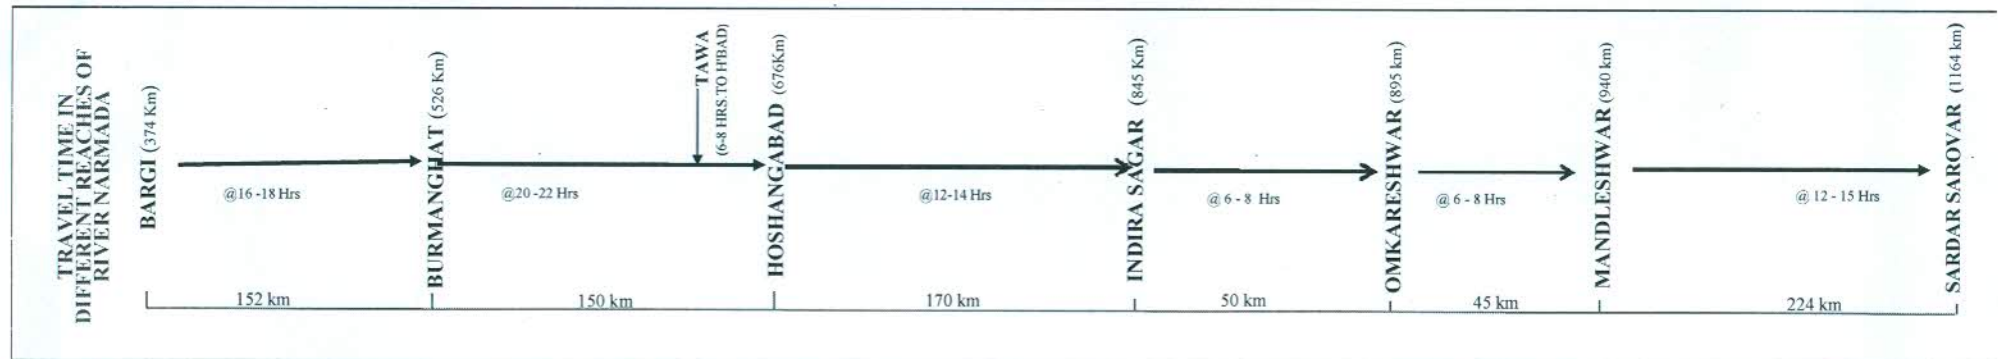 TRAVEL TIME IN
DIFFERENT REACHES OF
RIVER NARMADA
BARGI (374 Km)
@16 -18 Hrs
BURMANGHAT (526 Km)
@20 -22 Hrs
TAWA
(6-8 HRS.TO H'BAD)
HOSHANGABAD (676Km)
@12-14 Hrs
INDIRA SAGAR (845 Km)
@ 6 - 8 Hrs
OMKARESHWAR (895 km)
@ 6 - 8 Hrs
MANDLESHWAR (940 km)
@ 12 - 15 Hrs
SARDAR SAROVAR (1164 km)
152 km
150 km
170 km
50 km
45 km
224 km